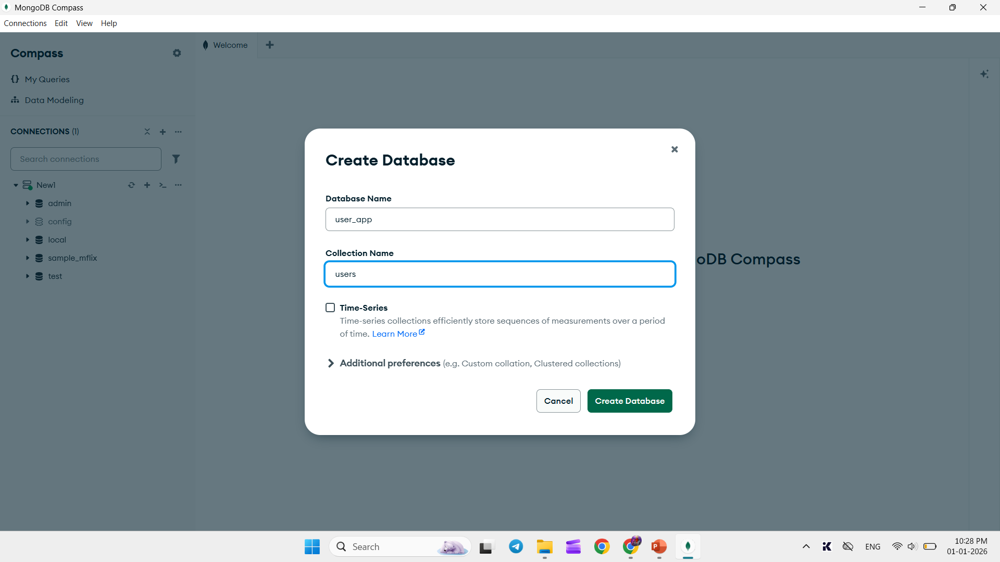 MongoDB Compass
Connections Edit View Help
Compass
My Queries
Data Modeling
CONNECTIONS (1)
Search connections
New1
admin
config
local
sample_mflix
test
Welcome
oDB Compass
Create Database
Database Name
user_app
Collection Name
users
Time-Series
Time-series collections efficiently store sequences of measurements over a period
of time. Learn More
Additional preferences (e.g. Custom collation, Clustered collections)
Cancel Create Database
Search
ENG
10:28 PM
01-01-2026